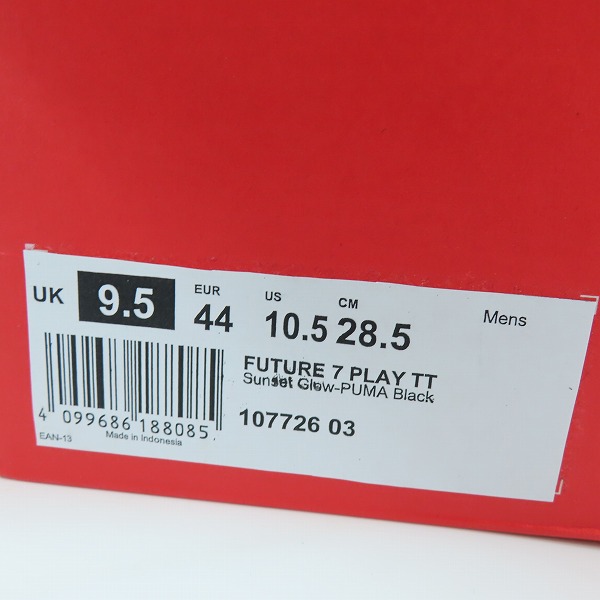 UK 9.5 EUR 44 US 10.5 CM 28.5 Mens
FUTURE 7 PLAY TT
Sunset Glow-PUMA Black
107726 03
4 099686 188085
EAN-13 Made in Indonesia